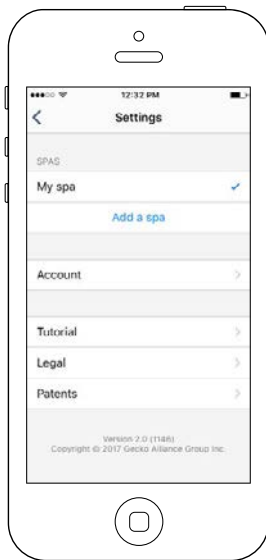 12:32 PM
Settings
SPAS
My spa
Add a spa
Account
Tutorial
Legal
Patents
Version 2.0 (1146)
Copyright © 2017 Gecko Alliance Group Inc.